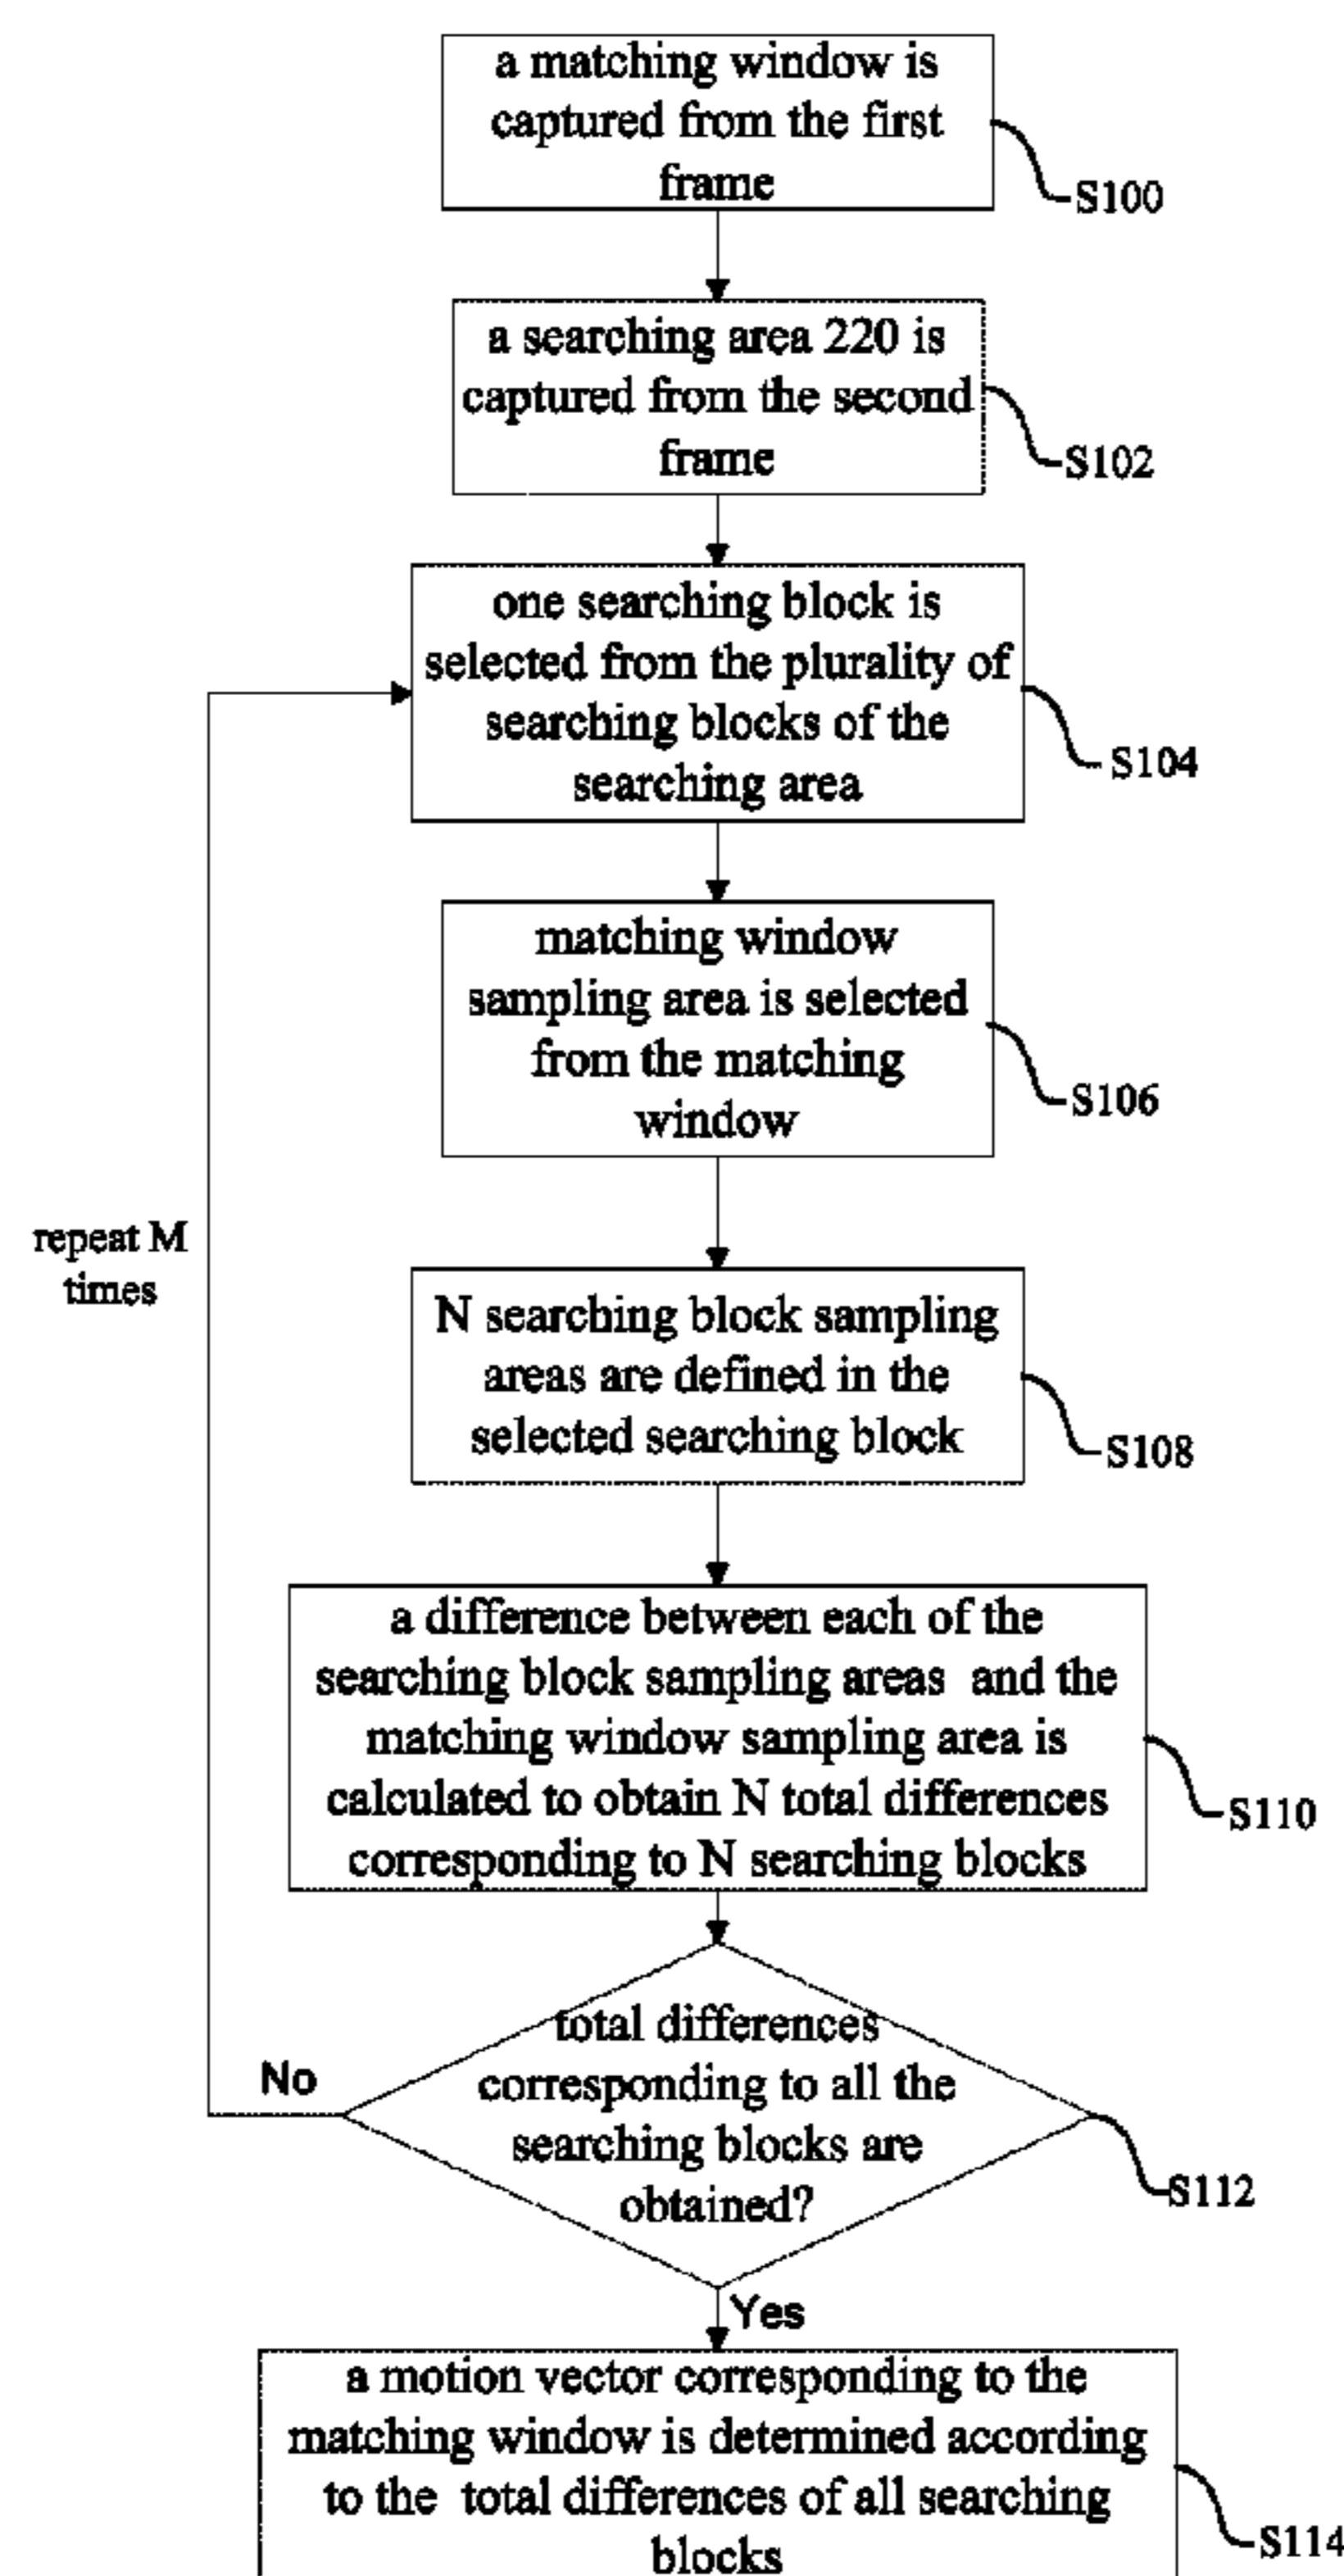 a matching window is
captured from the first
frame
S100
a searching area 220 is
captured from the second
frame
S102
one searching block is
selected from the plurality of
searching blocks of the
searching area
S104
matching window
sampling area is selected
from the matching
window
S106
repeat M
times
N searching block sampling
areas are defined in the
selected searching block
S108
a difference between each of the
searching block sampling areas and the
matching window sampling area is
calculated to obtain N total differences
corresponding to N searching blocks
S110
total differences
corresponding to all the
searching blocks are
obtained?
No
S112
Yes
a motion vector corresponding to the
matching window is determined according
to the total differences of all searching
blocks
S114